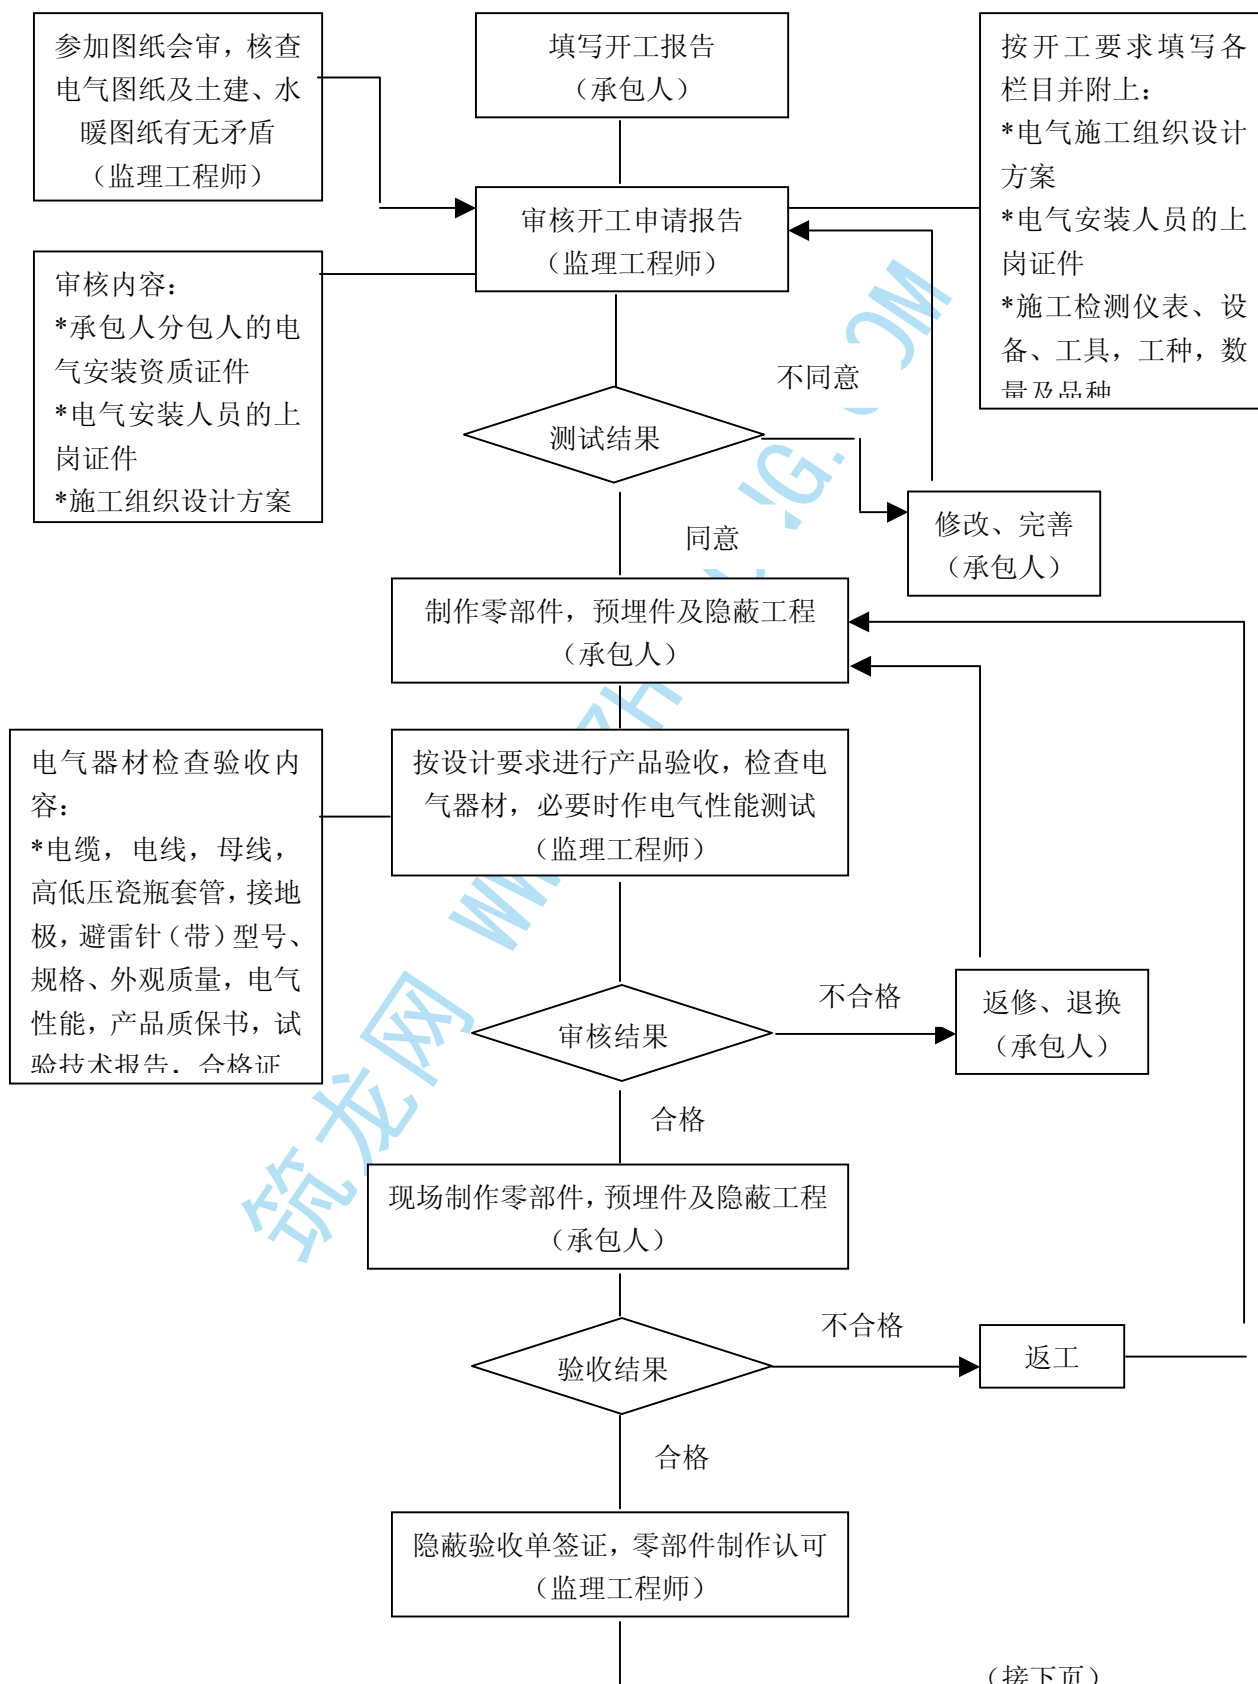 参加图纸会审，核查
电气图纸及土建、水
暖图纸有无矛盾
（监理工程师）
填写开工报告
（承包人）
按开工要求填写各
栏目并附上：
*电气施工组织设计
方案
*电气安装人员的上
岗证件
*施工检测仪表、设
备、工具，工种，数
量及品种
审核开工申请报告
（监理工程师）
审核内容：
*承包人分包人的电
气安装资质证件
*电气安装人员的上
岗证件
*施工组织设计方案
不同意
测试结果
修改、完善
（承包人）
同意
制作零部件，预埋件及隐蔽工程
（承包人）
电气器材检查验收内
容：
*电缆，电线，母线，
高低压瓷瓶套管，接地
极，避雷针（带）型号、
规格、外观质量，电气
性能，产品质保书，试
验技术报告，合格证
按设计要求进行产品验收，检查电
气器材，必要时作电气性能测试
（监理工程师）
不合格
审核结果
返修、退换
（承包人）
合格
现场制作零部件，预埋件及隐蔽工程
（承包人）
不合格
验收结果
返工
合格
隐蔽验收单签证，零部件制作认可
（监理工程师）
（接下页）
筑龙网